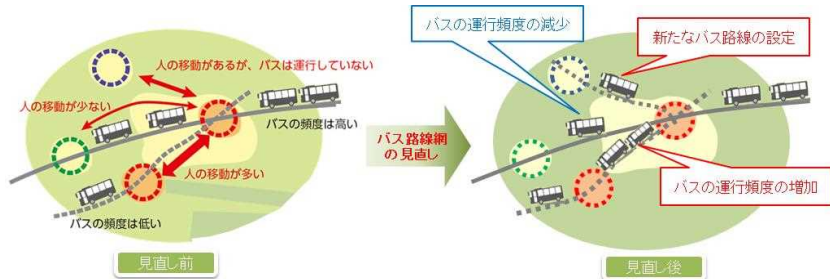 人の移動があるが、バスは運行していない
人の移動が少ない
バスの頻度は高い
人の移動が多い
バスの頻度は低い
見直し前
バス路線網
の見直し
バスの運行頻度の減少
新たなバス路線の設定
バスの運行頻度の増加
見直し後